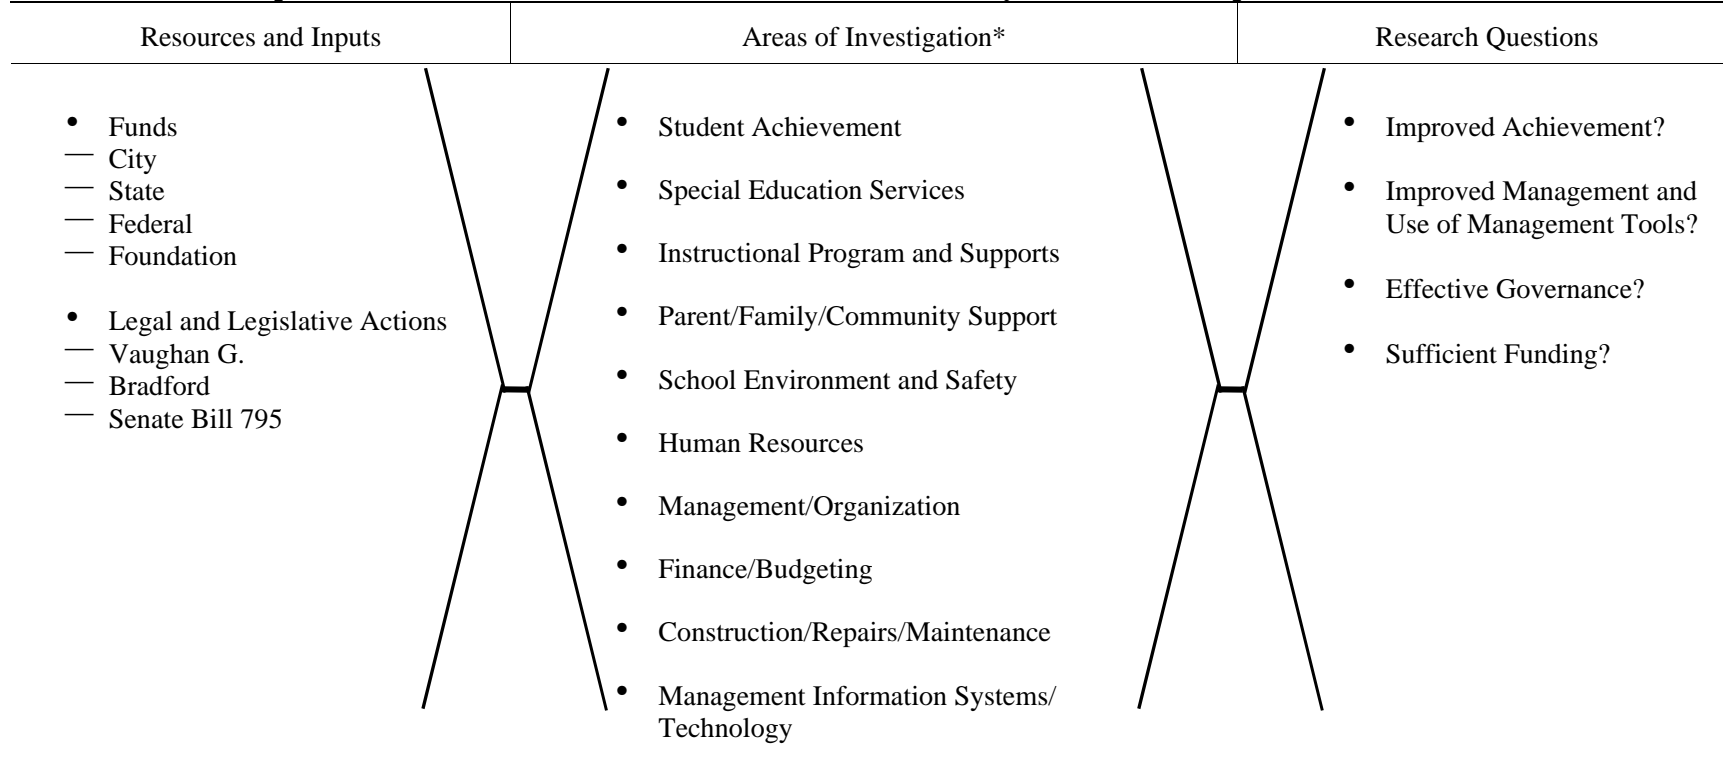 Resources and Inputs
Areas of Investigation*
Research Questions
• Funds
— City
— State
— Federal
— Foundation
• Legal and Legislative Actions
— Vaughan G.
— Bradford
— Senate Bill 795
• Student Achievement
• Special Education Services
• Instructional Program and Supports
• Parent/Family/Community Support
• School Environment and Safety
• Human Resources
• Management/Organization
• Finance/Budgeting
• Construction/Repairs/Maintenance
• Management Information Systems/
Technology
• Improved Achievement?
• Improved Management and
Use of Management Tools?
• Effective Governance?
• Sufficient Funding?